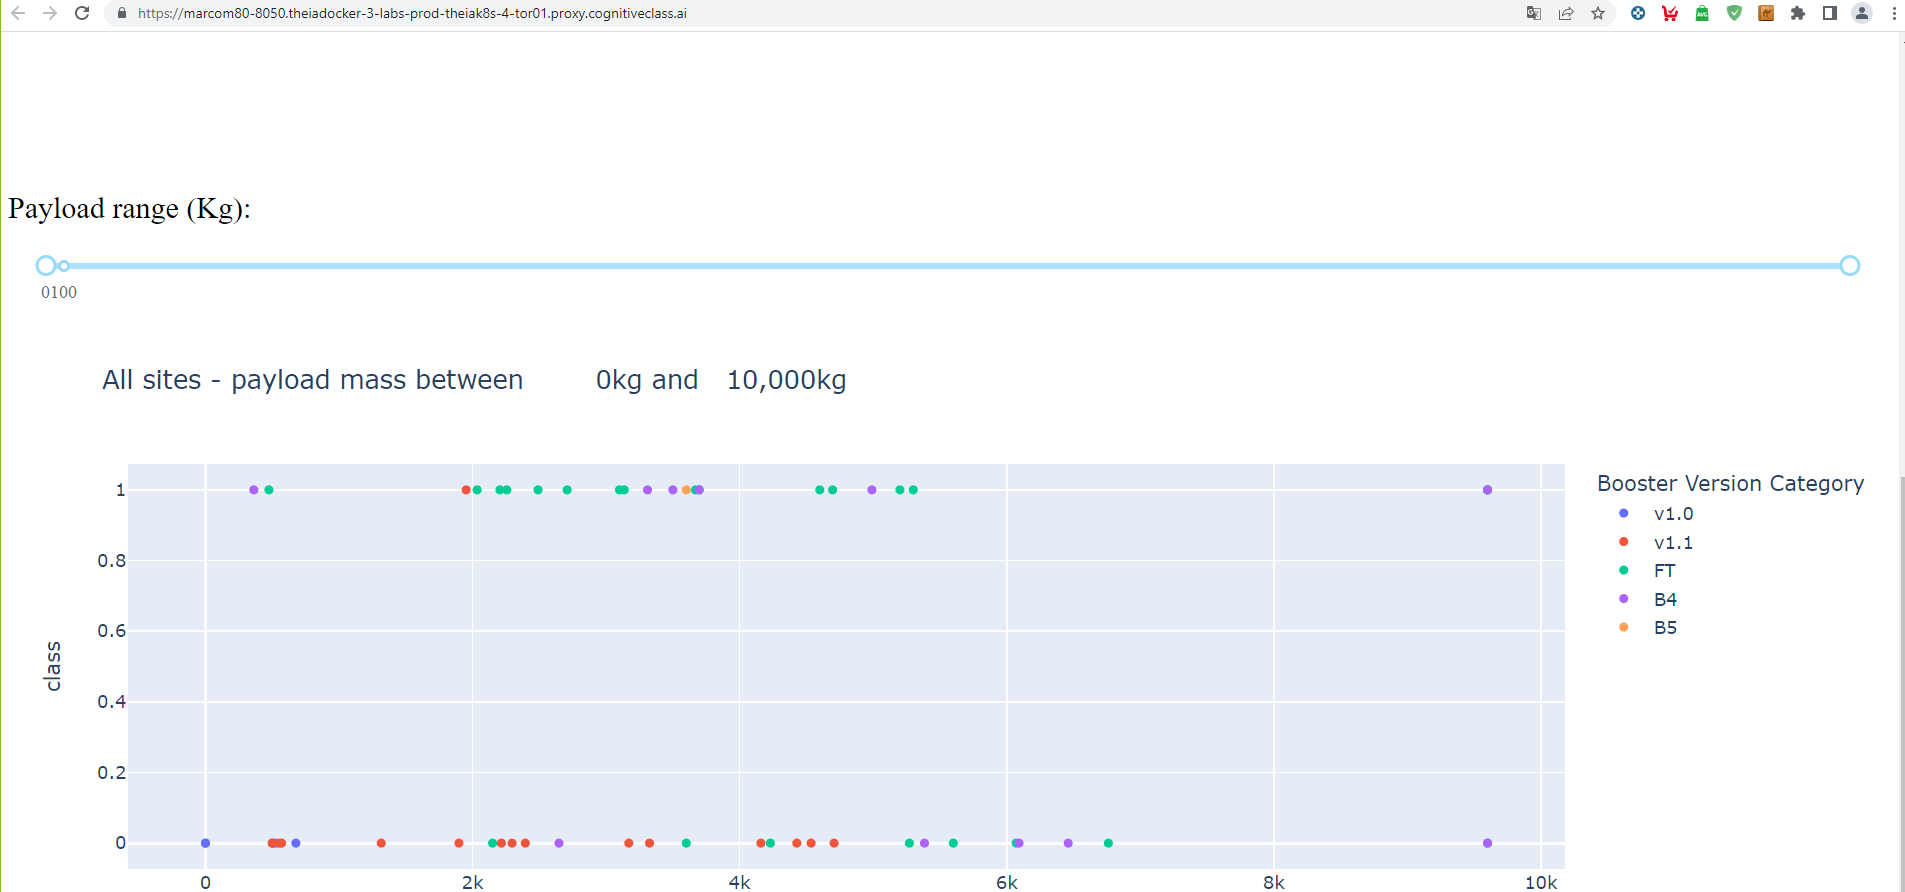 https://marcom80-8050.theiadocker-3-labs-prod-theiak8s-4-tor01.proxy.cognitiveclass.ai
Payload range (Kg):
0100
All sites - payload mass between 0kg and 10,000kg
Booster Version Category
v1.0
v1.1
FT
B4
B5
class
1
0.8
0.6
0.4
0.2
0
0 2k 4k 6k 8k 10k